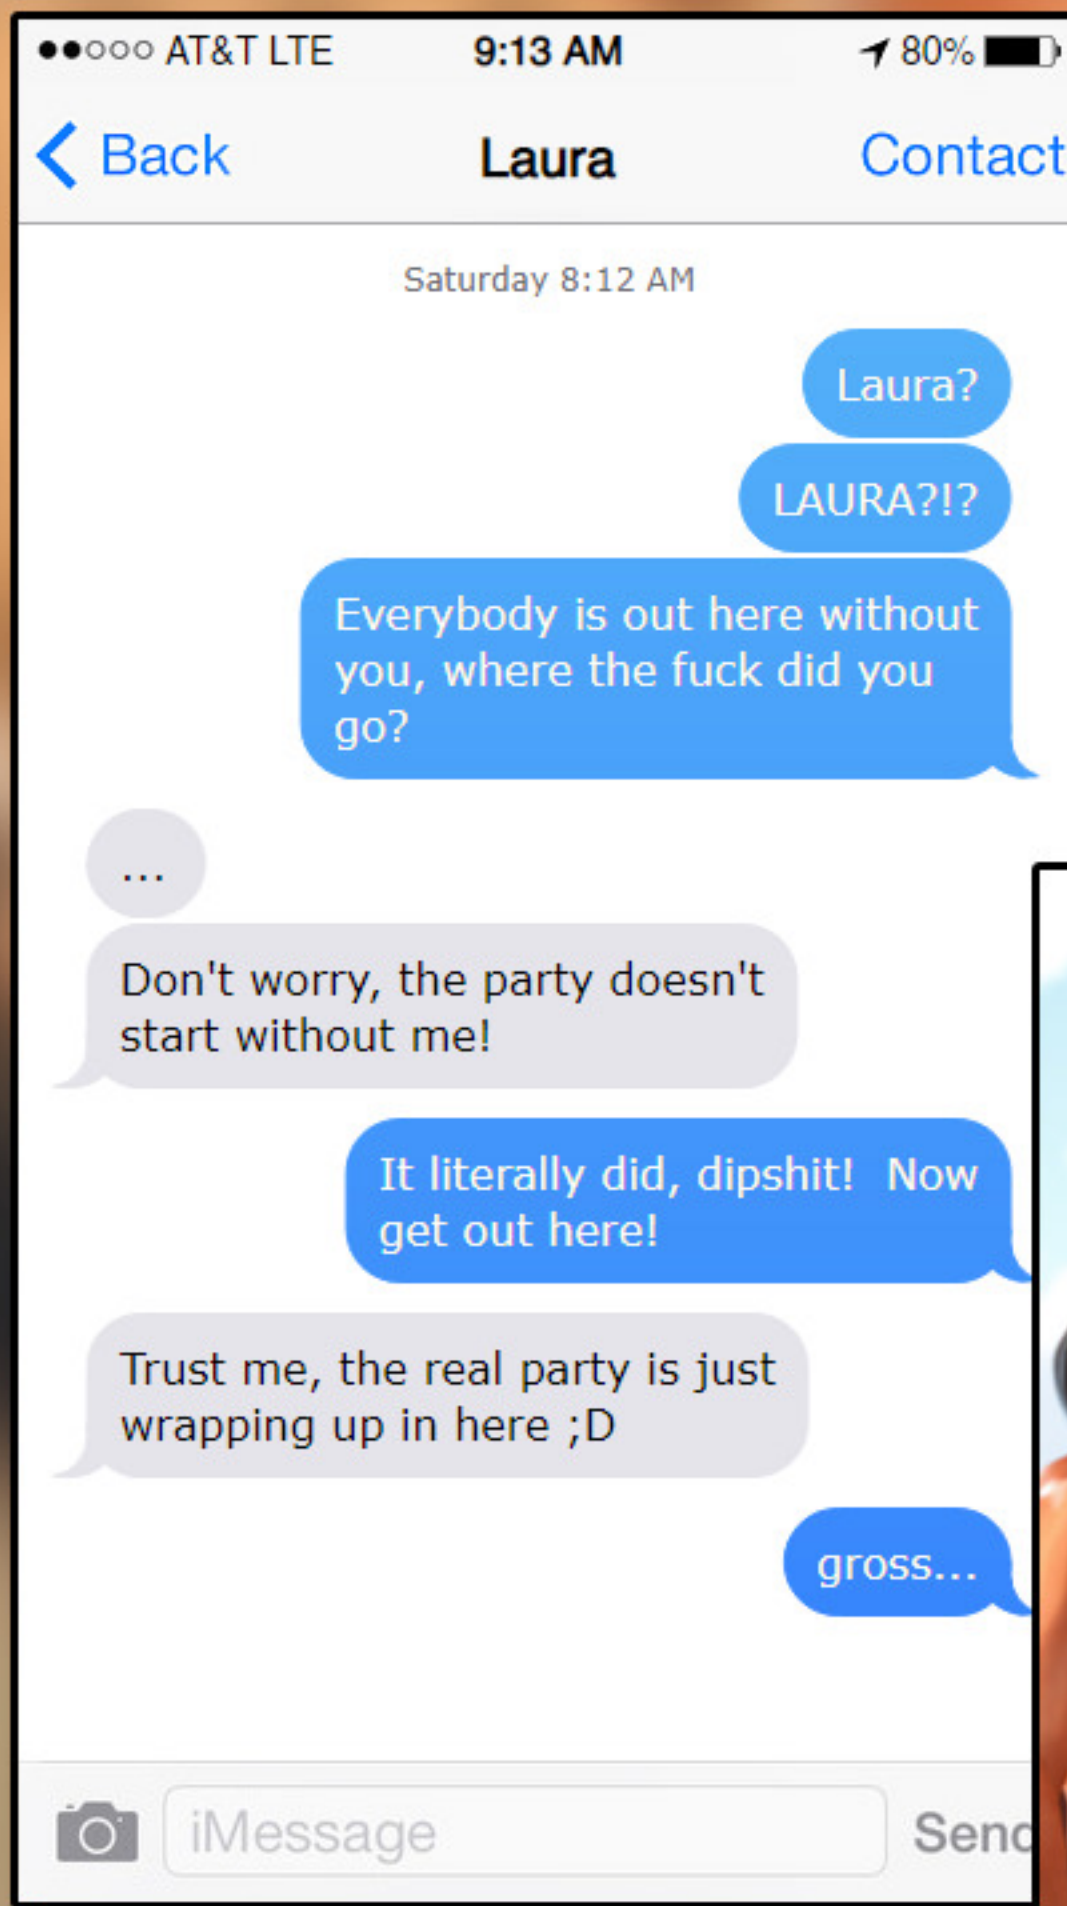 AT&T LTE 9:13 AM 80%
Back Laura Contact
Saturday 8:12 AM
Laura?
LAURA?!?
Everybody is out here without
you, where the fuck did you
go?
...
Don't worry, the party doesn't
start without me!
It literally did, dipshit!  Now
get out here!
Trust me, the real party is just
wrapping up in here ;D
gross...
iMessage Send